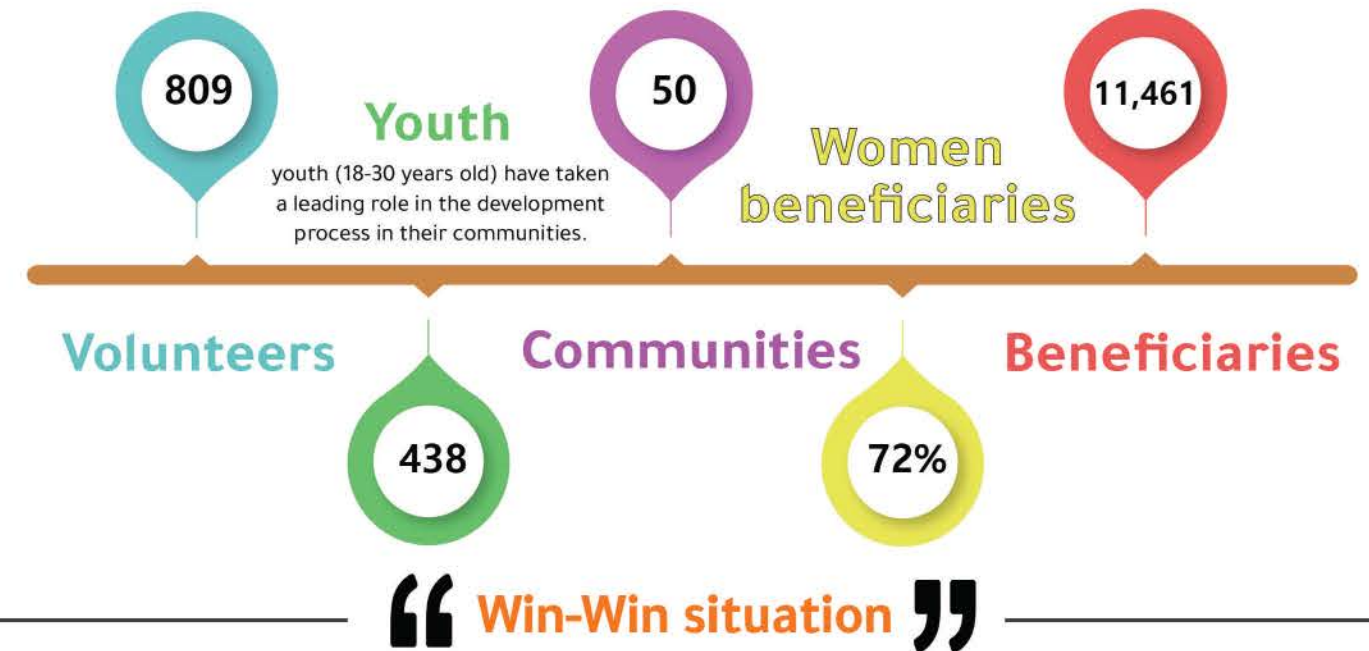 809
Youth
youth (18-30 years old) have taken
a leading role in the development
process in their communities.
50
Women
beneficiaries
11,461
Volunteers
Communities
Beneficiaries
438
72%
“ Win-Win situation ”